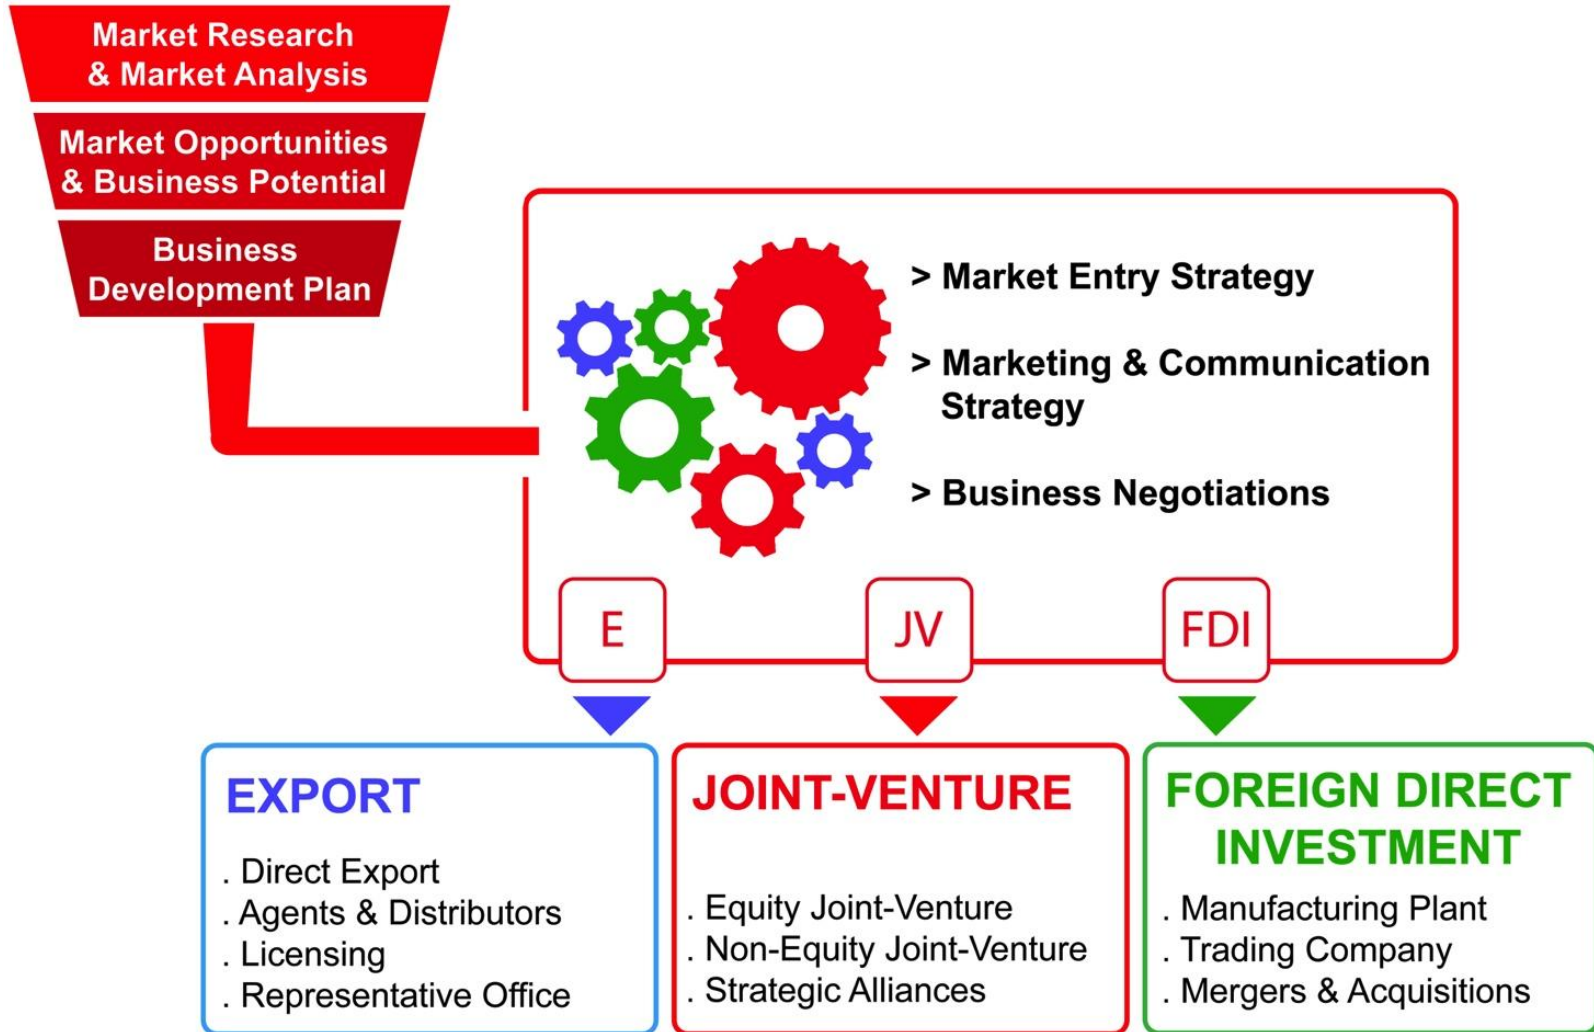 Market Research
& Market Analysis
Market Opportunities
& Business Potential
Business
Development Plan
> Market Entry Strategy
> Marketing & Communication
Strategy
> Business Negotiations
E
JV
FDI
EXPORT
. Direct Export
. Agents & Distributors
. Licensing
. Representative Office
JOINT-VENTURE
. Equity Joint-Venture
. Non-Equity Joint-Venture
. Strategic Alliances
FOREIGN DIRECT
INVESTMENT
. Manufacturing Plant
. Trading Company
. Mergers & Acquisitions